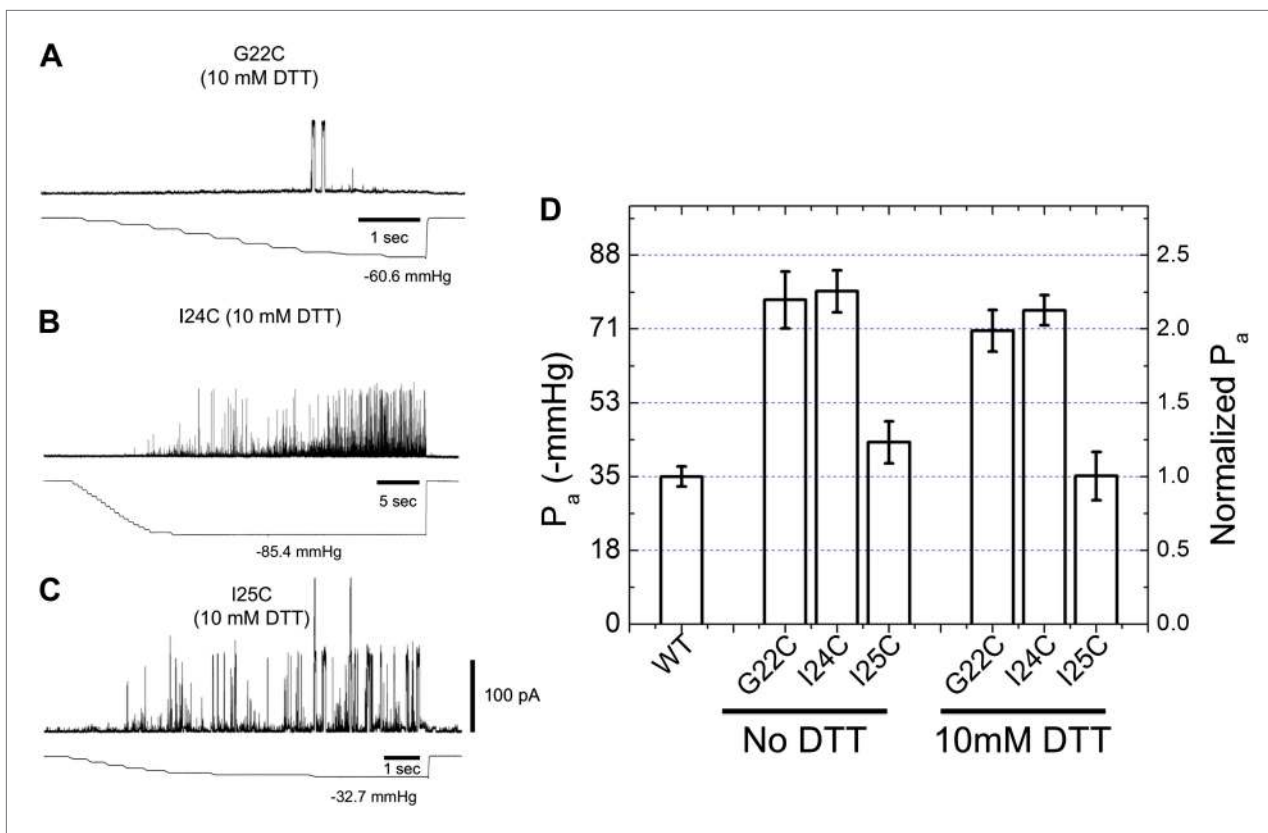 A
G22C
(10 mM DTT)
1 sec
-60.6 mmHg
B
I24C (10 mM DTT)
5 sec
-85.4 mmHg
C
I25C
(10 mM DTT)
100 pA
1 sec
-32.7 mmHg
D
Pa (-mmHg)
88
71
53
35
18
0
2.5
2.0
1.5
1.0
0.5
0.0
Normalized Pa
WT
G22C
I24C
I25C
G22C
I24C
I25C
No DTT
10mM DTT